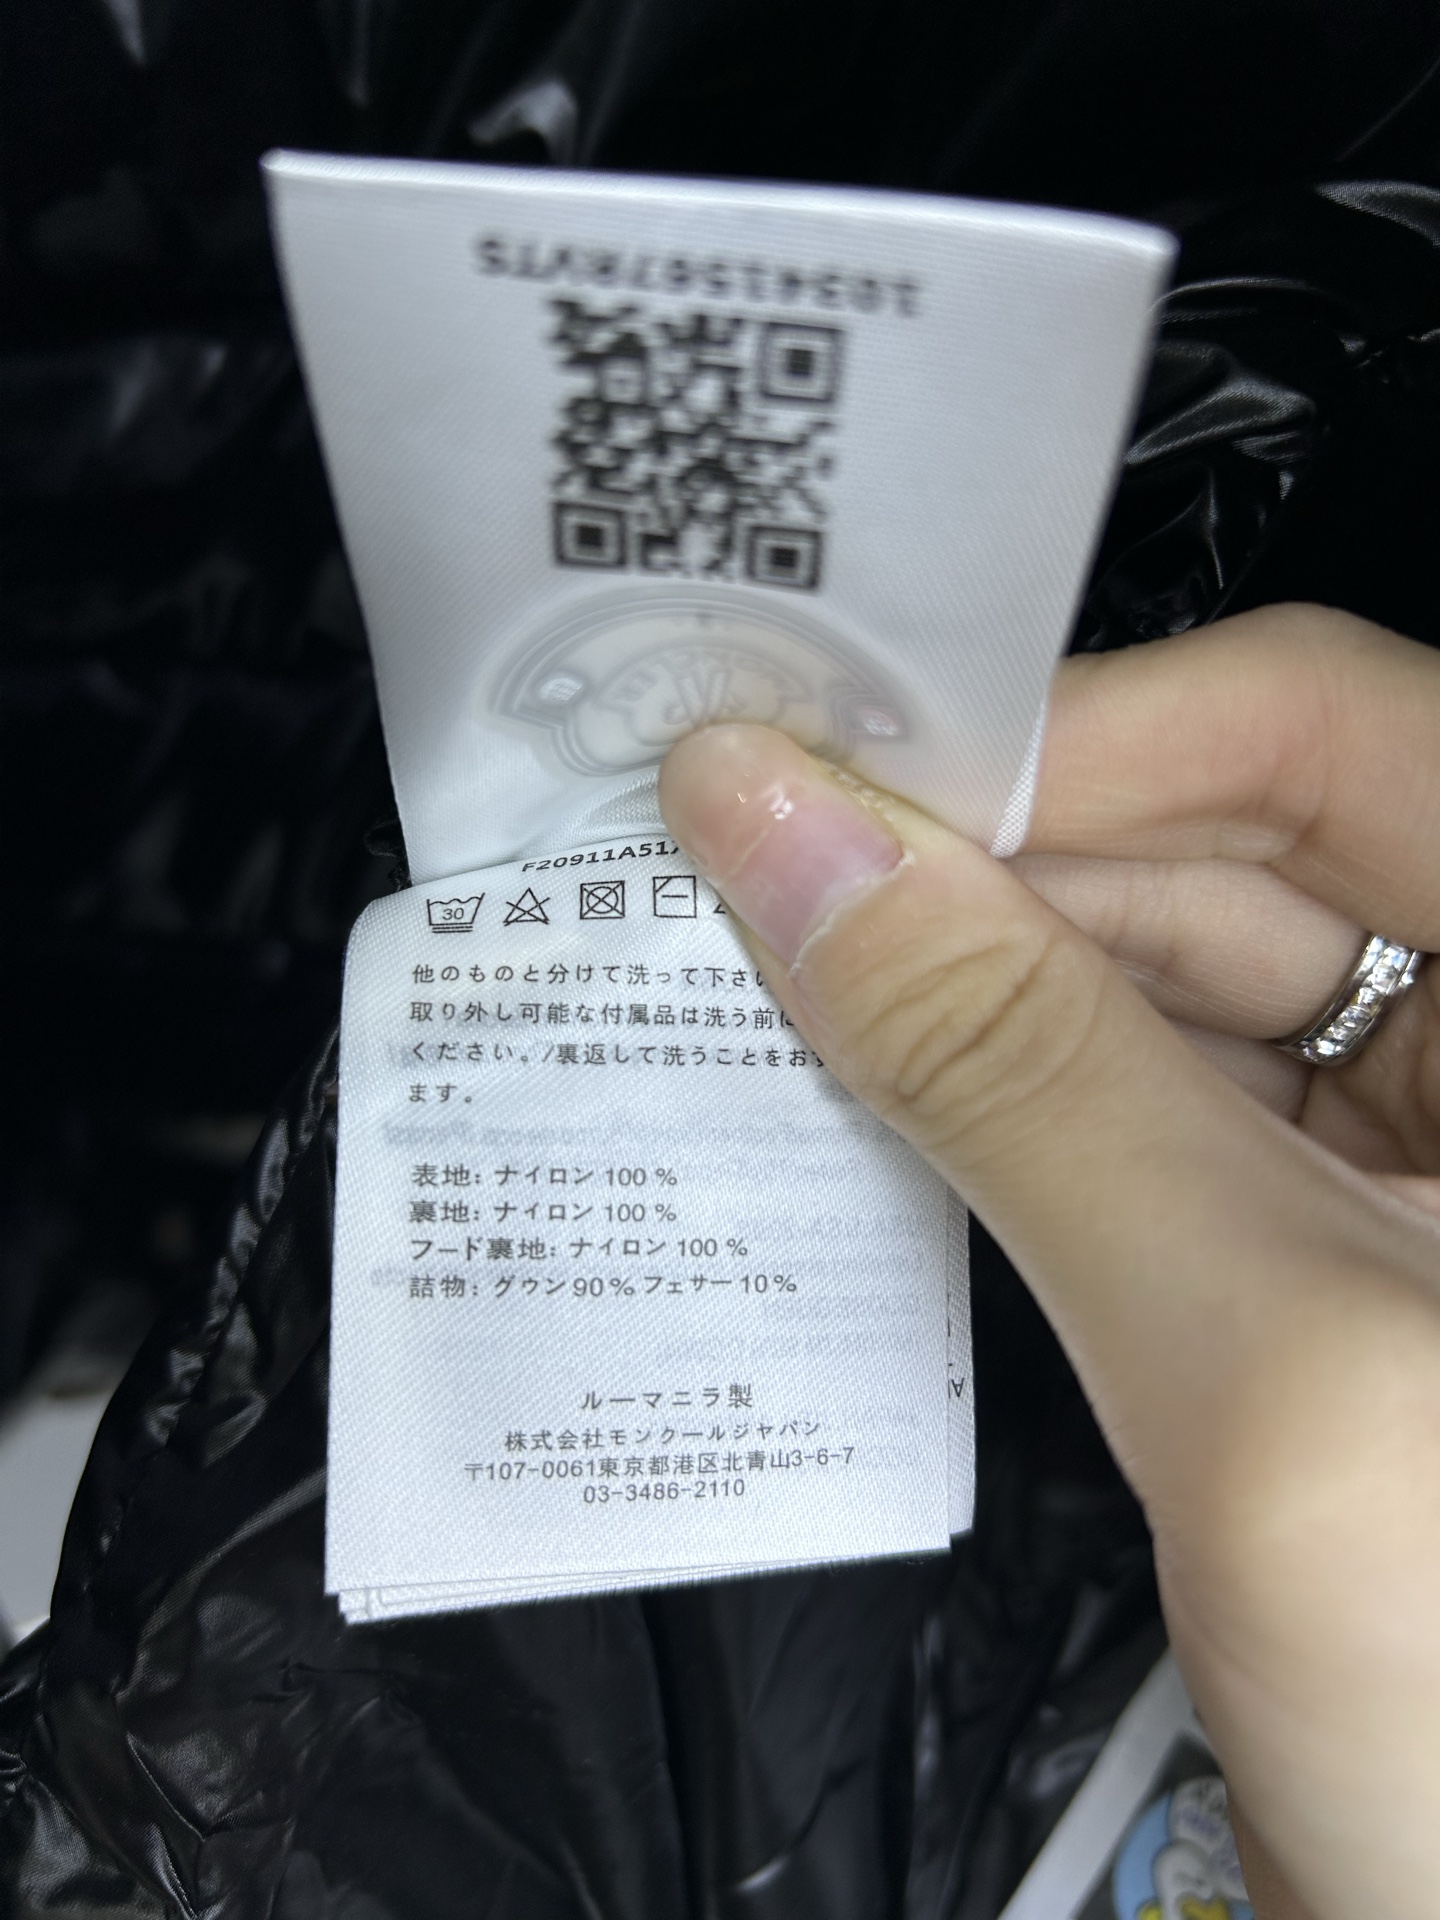 F20911A51
30
他のものと分けて洗って下さい
取り外し可能な付属品は洗う前に
ください。/裏返して洗うことをおす
ます。
表地: ナイロン 100 %
裏地: ナイロン 100 %
フード裏地: ナイロン 100 %
詰物: グウン 90 % フェサー 10 %
ルーマニラ製
株式会社モンクールジャパン
〒107-0061東京都港区北青山3-6-7
03-3486-2110